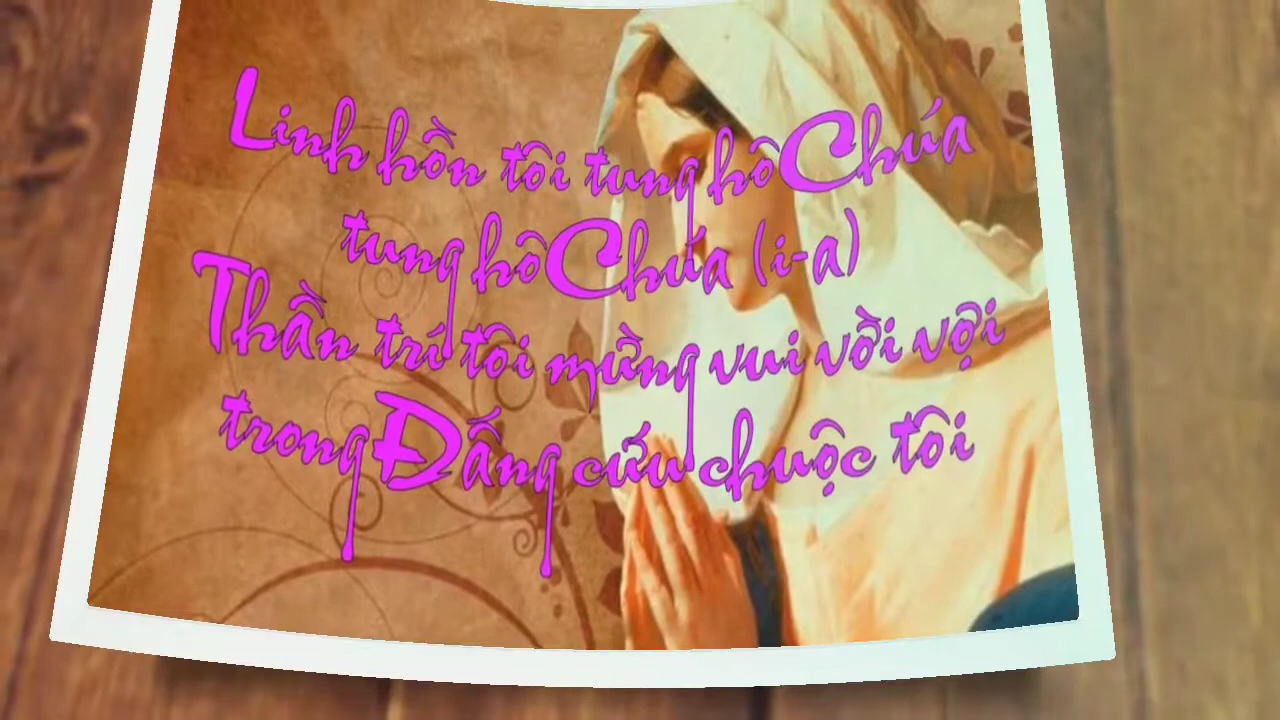 Linh hồn tôi tung hô Chúa
tung hô Chúa (i-a)
Thần trí tôi mừng vui vời vợi
trong Đấng cứu chuộc tôi